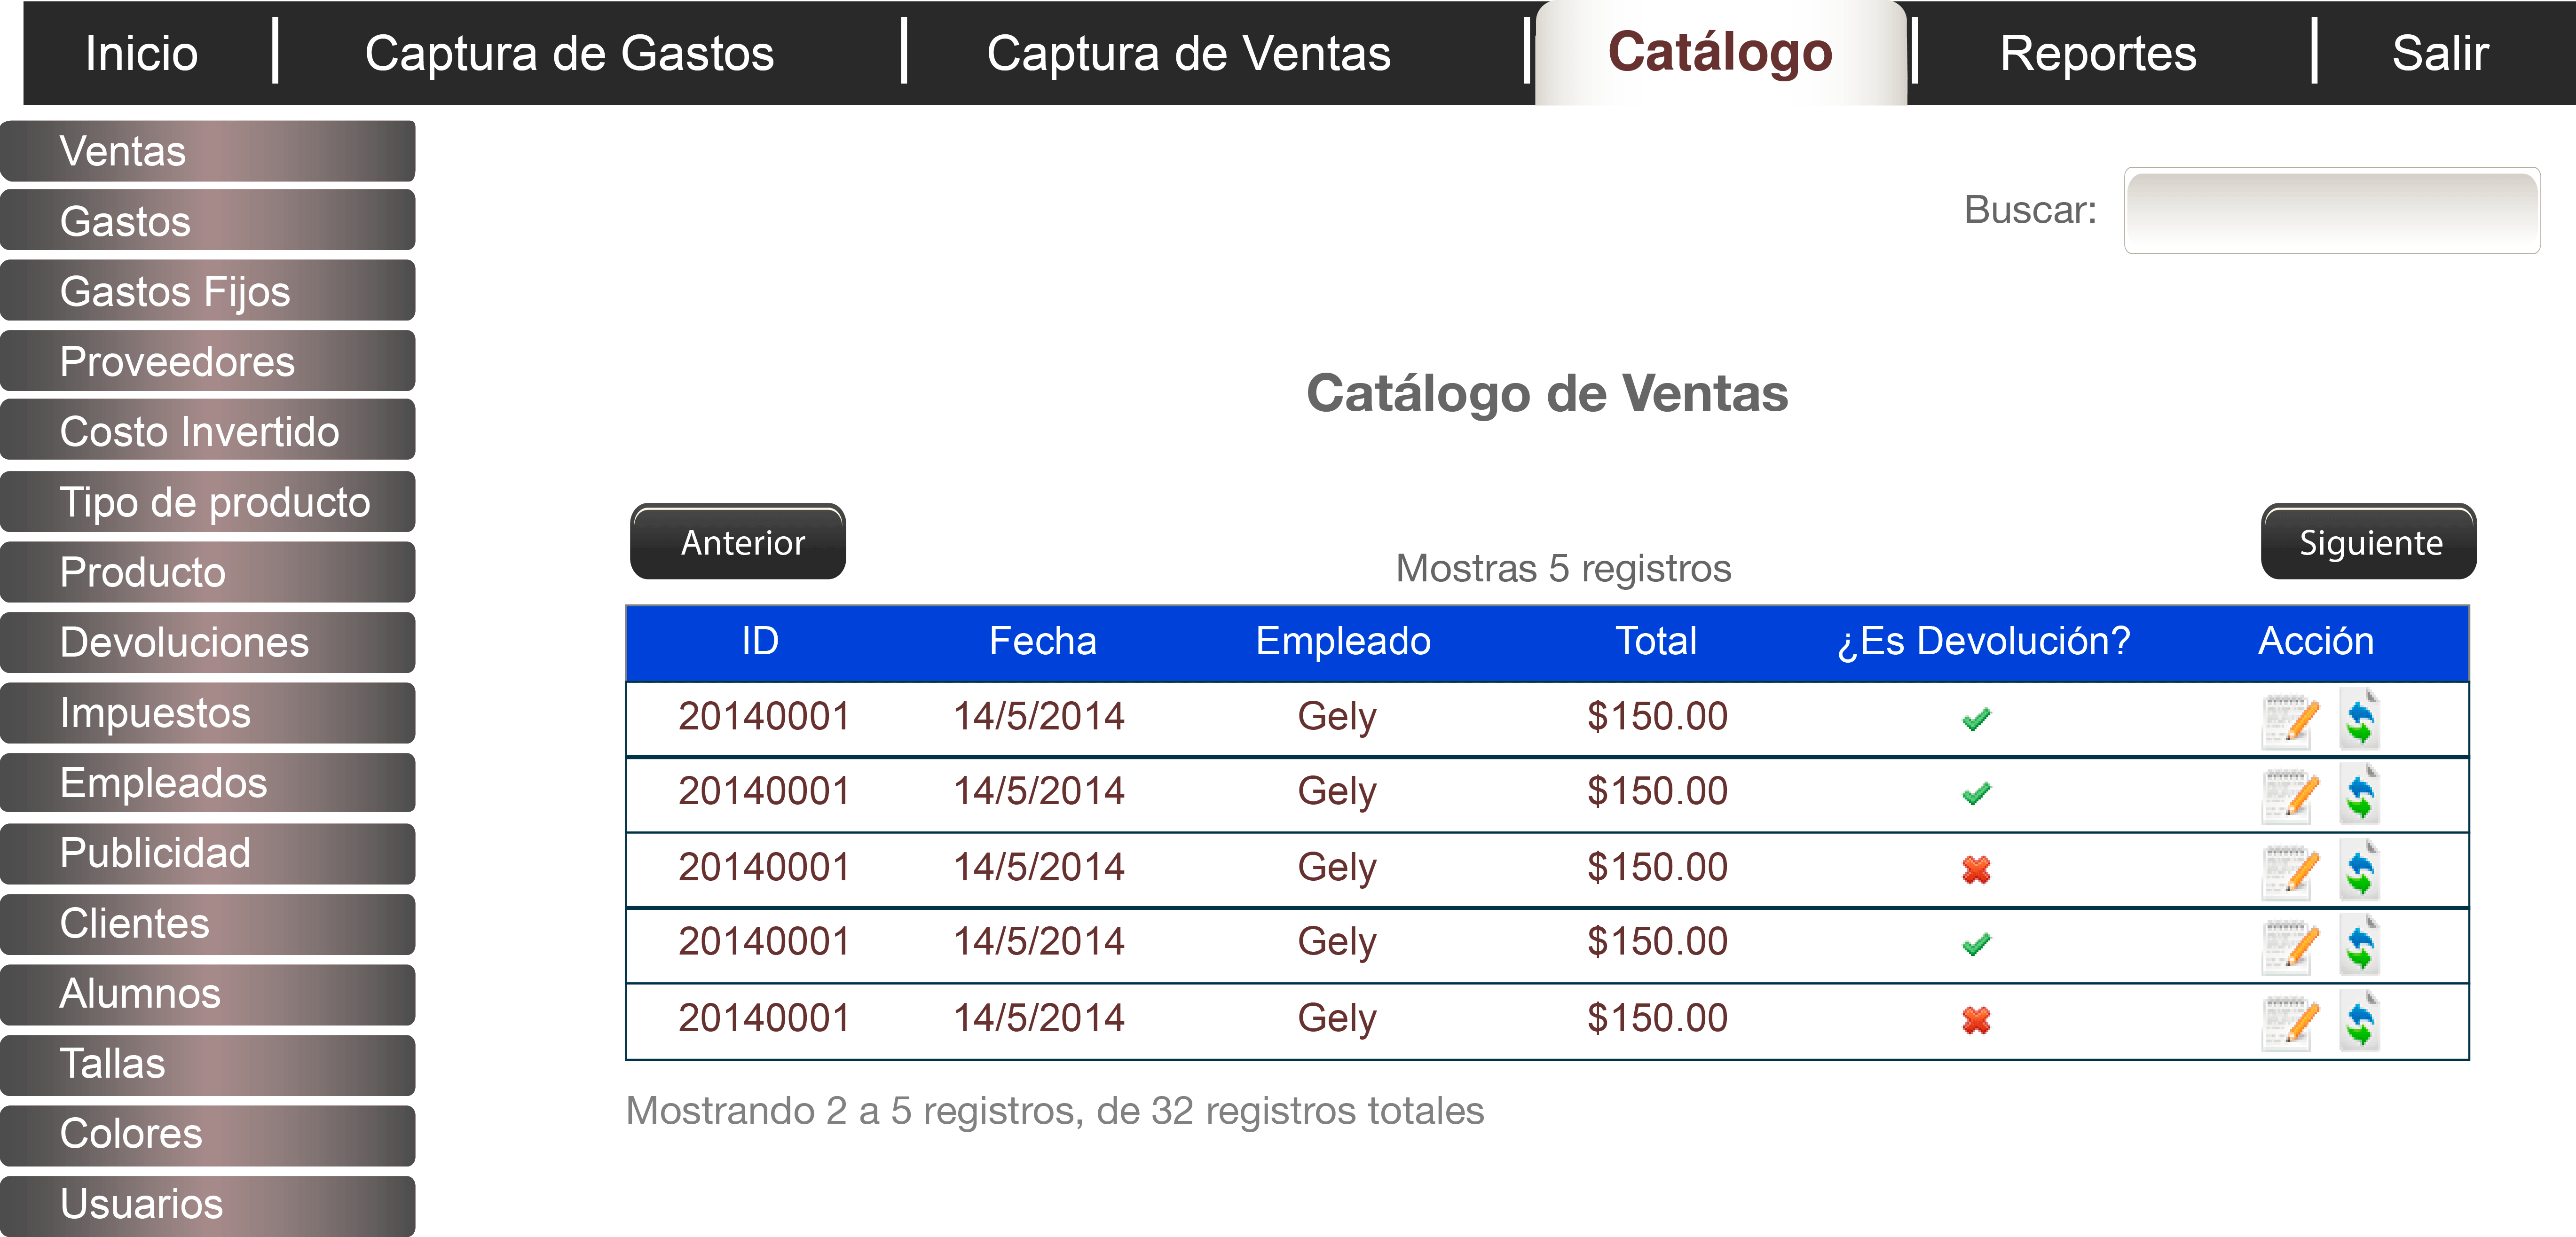 Inicio | Captura de Gastos | Captura de Ventas | Catálogo | Reportes | Salir
Ventas
Gastos
Gastos Fijos
Proveedores
Costo Invertido
Tipo de producto
Producto
Devoluciones
Impuestos
Empleados
Publicidad
Clientes
Alumnos
Tallas
Colores
Usuarios
Buscar:
Catálogo de Ventas
Anterior
Mostras 5 registros
Siguiente
ID Fecha Empleado Total ¿Es Devolución? Acción
20140001 14/5/2014 Gely $150.00
20140001 14/5/2014 Gely $150.00
20140001 14/5/2014 Gely $150.00
20140001 14/5/2014 Gely $150.00
20140001 14/5/2014 Gely $150.00
Mostrando 2 a 5 registros, de 32 registros totales